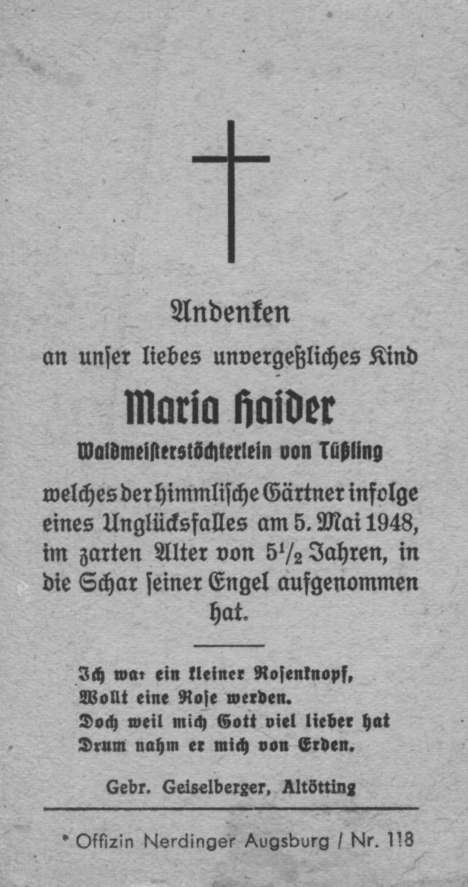 Andenken
an unser liebes unvergeßliches Kind
Maria Haider
Waldmeisterstöchterlein von Tüßling
welches der himmlische Gärtner infolge
eines Unglücksfalles am 5. Mai 1948,
im zarten Alter von 5 1/2 Jahren, in
die Schar seiner Engel aufgenommen
hat.
Ich war ein kleiner Rosenknopf,
Wollt eine Rose werden.
Doch weil mich Gott viel lieber hat
Drum nahm er mich von Erden.
Gebr. Geiselberger, Altötting
* Offizin Nerdinger Augsburg / Nr. 118